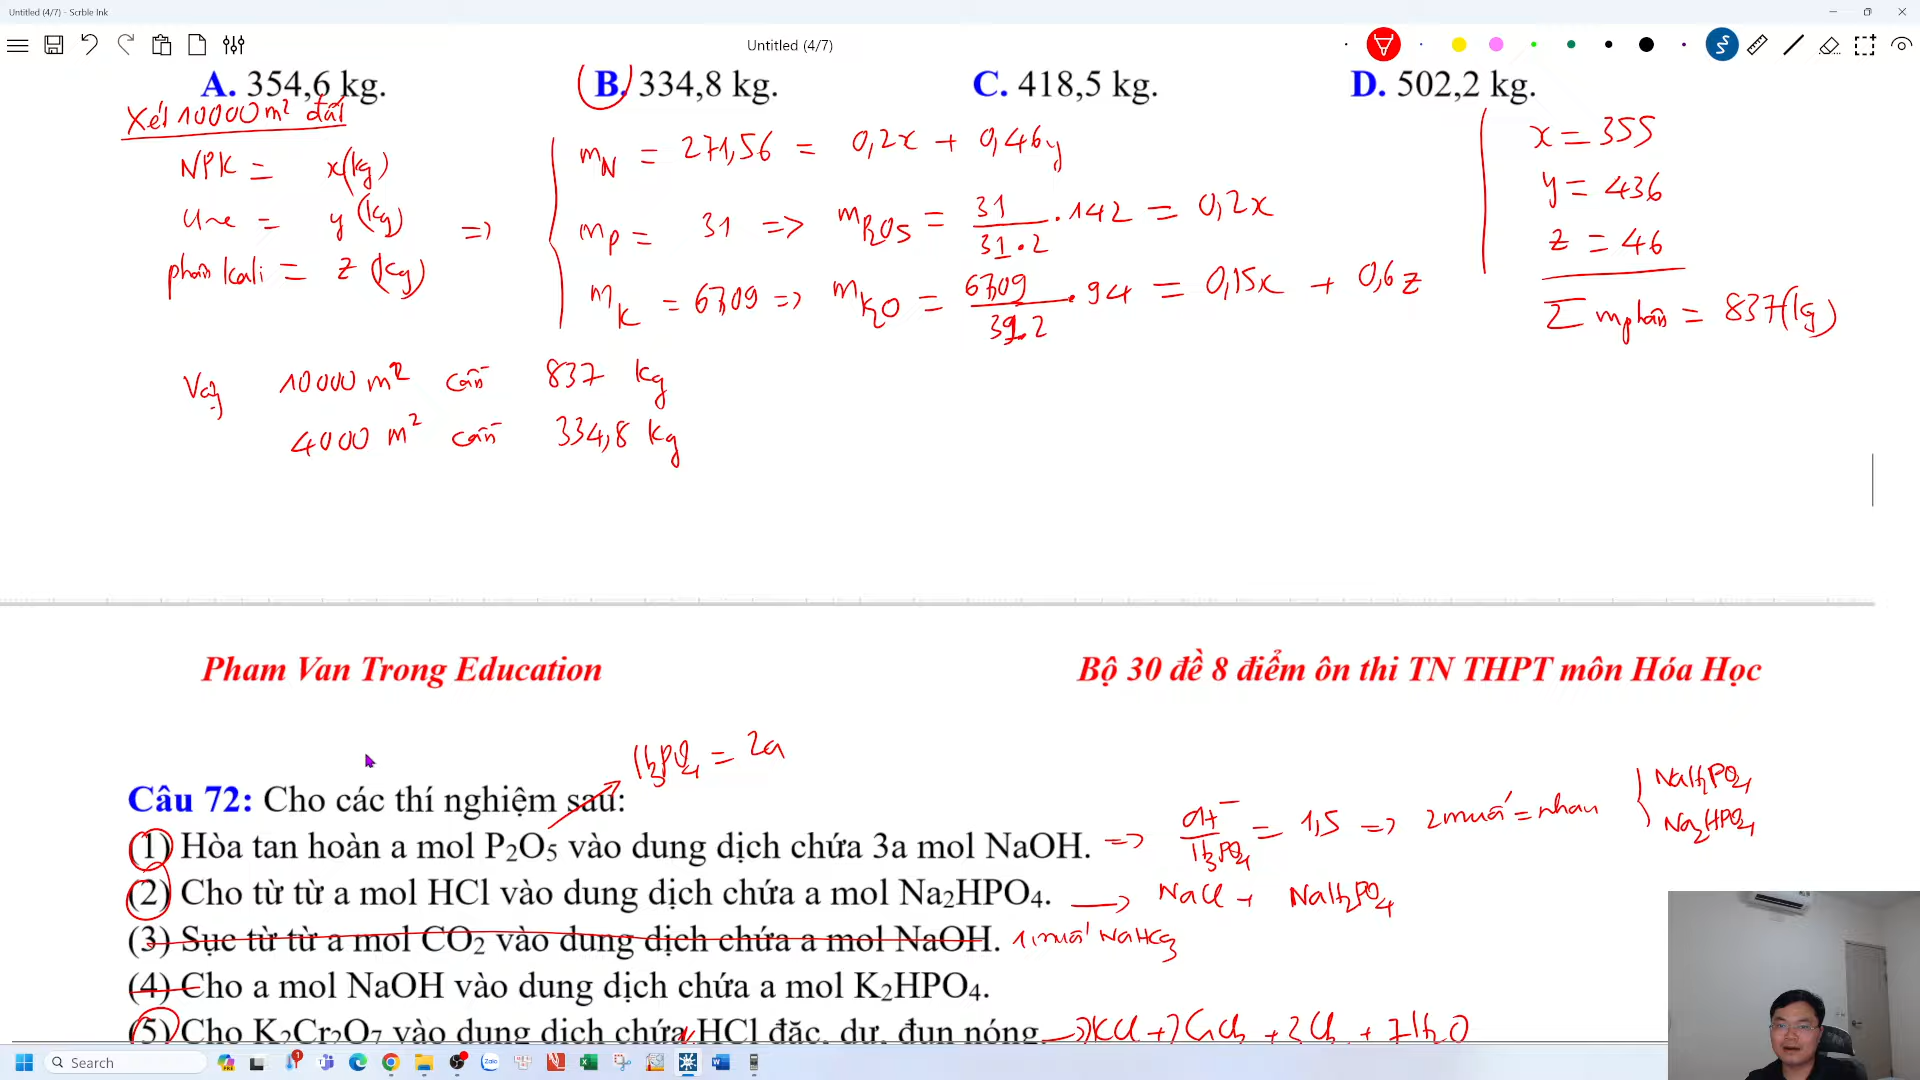 Untitled (4/7) - Scrble Ink
Untitled (4/7)
A. 354,6 kg. B. 334,8 kg. C. 418,5 kg. D. 502,2 kg.
Xét 10000 m² đất
NPK = x (kg)
Ure = y (kg)
phân kali = z (kg)
=>
mN = 271,56 = 0,2x + 0,46y
mP = 31 => mP2O5 = 31/31.2 .142 = 0,2x
mK = 67,09 => mK2O = 67,09/39.2 .94 = 0,15x + 0,6z
x = 355
y = 436
z = 46
Σ mphân = 837 (kg)
Vậy 10000 m² cần 837 kg
4000 m² cần 334,8 kg
Pham Van Trong Education
Bộ 30 đề 8 điểm ôn thi TN THPT môn Hóa Học
H3PO4 = 2a
Câu 72: Cho các thí nghiệm sau:
(1) Hòa tan hoàn a mol P2O5 vào dung dịch chứa 3a mol NaOH. => OH⁻/H3PO4 = 1,5 => 2 muối = nhau NaH2PO4
Na2HPO4
(2) Cho từ từ a mol HCl vào dung dịch chứa a mol Na2HPO4. → NaCl + NaH2PO4
(3) Sục từ từ a mol CO2 vào dung dịch chứa a mol NaOH. 1 muối NaHCO3
(4) Cho a mol NaOH vào dung dịch chứa a mol K2HPO4.
(5) Cho K2Cr2O7 vào dung dịch chứa HCl đặc, dư, đun nóng → 2KCl + 2CrCl3 + 3Cl2 + 7H2O
Search